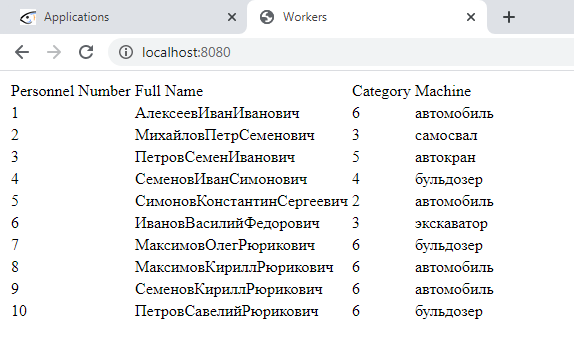 Applications
Workers
localhost:8080
Personnel Number Full Name Category Machine
1 АлексеевИванИванович 6 автомобиль
2 МихайловПетрСеменович 3 самосвал
3 ПетровСеменИванович 5 автокран
4 СеменовИванСимонович 4 бульдозер
5 СимоновКонстантинСергеевич 2 автомобиль
6 ИвановВасилийФедорович 3 экскаватор
7 МаксимовОлегРюрикович 6 бульдозер
8 МаксимовКириллРюрикович 6 автомобиль
9 СеменовКириллРюрикович 6 автомобиль
10 ПетровСавелийРюрикович 6 бульдозер